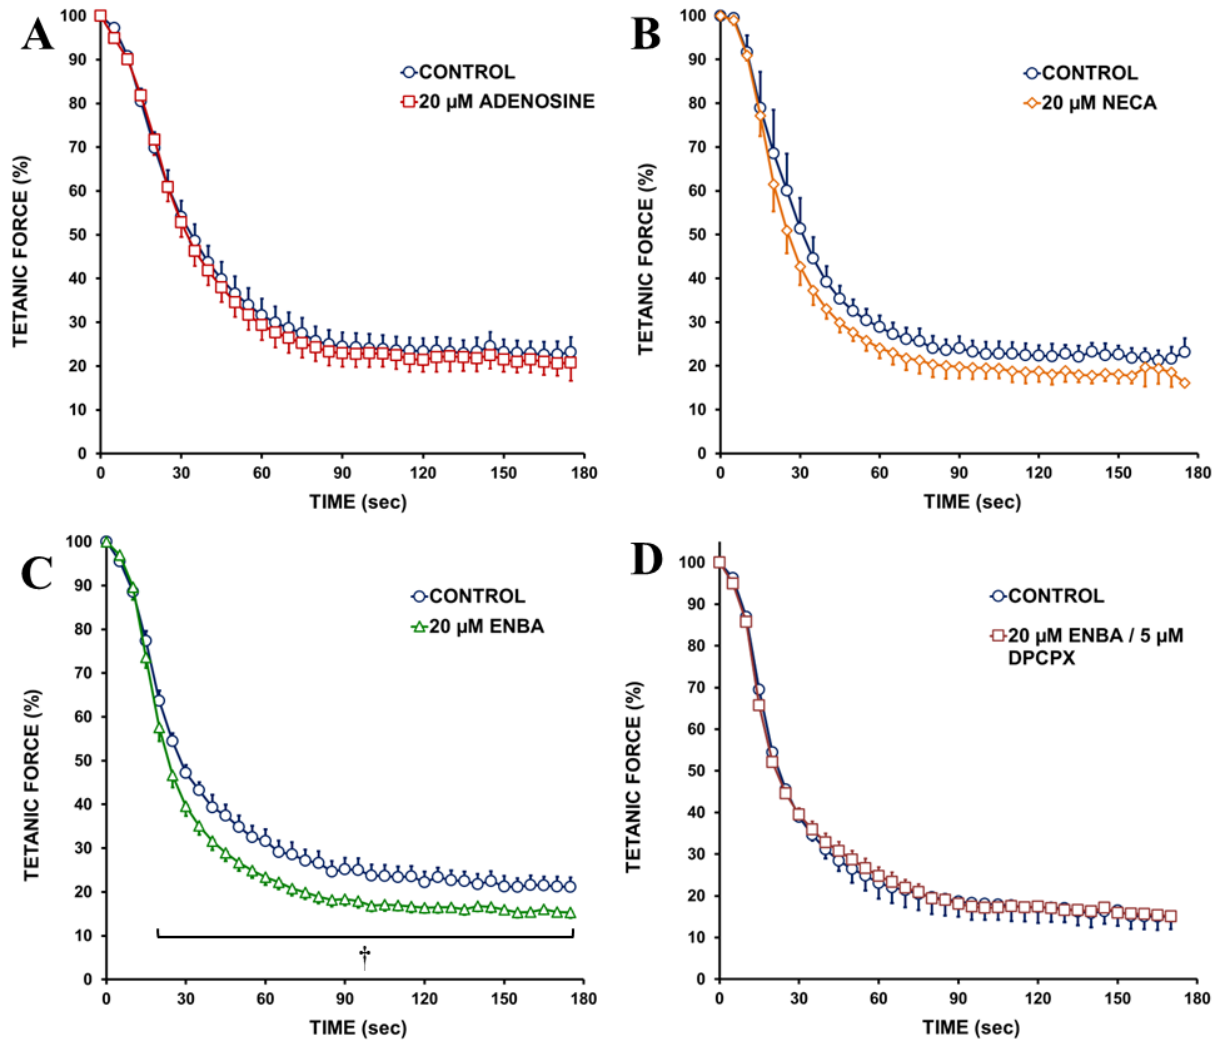 A
100
90
80
70
60
50
40
30
20
10
0
TETANIC FORCE (%)
CONTROL
20 µM ADENOSINE
0 30 60 90 120 150 180
TIME (sec)
B
100
90
80
70
60
50
40
30
20
10
0
TETANIC FORCE (%)
CONTROL
20 µM NECA
0 30 60 90 120 150 180
TIME (sec)
C
100
90
80
70
60
50
40
30
20
10
0
TETANIC FORCE (%)
CONTROL
20 µM ENBA
†
0 30 60 90 120 150 180
TIME (sec)
D
100
90
80
70
60
50
40
30
20
10
0
TETANIC FORCE (%)
CONTROL
20 µM ENBA / 5 µM
DPCPX
0 30 60 90 120 150 180
TIME (sec)